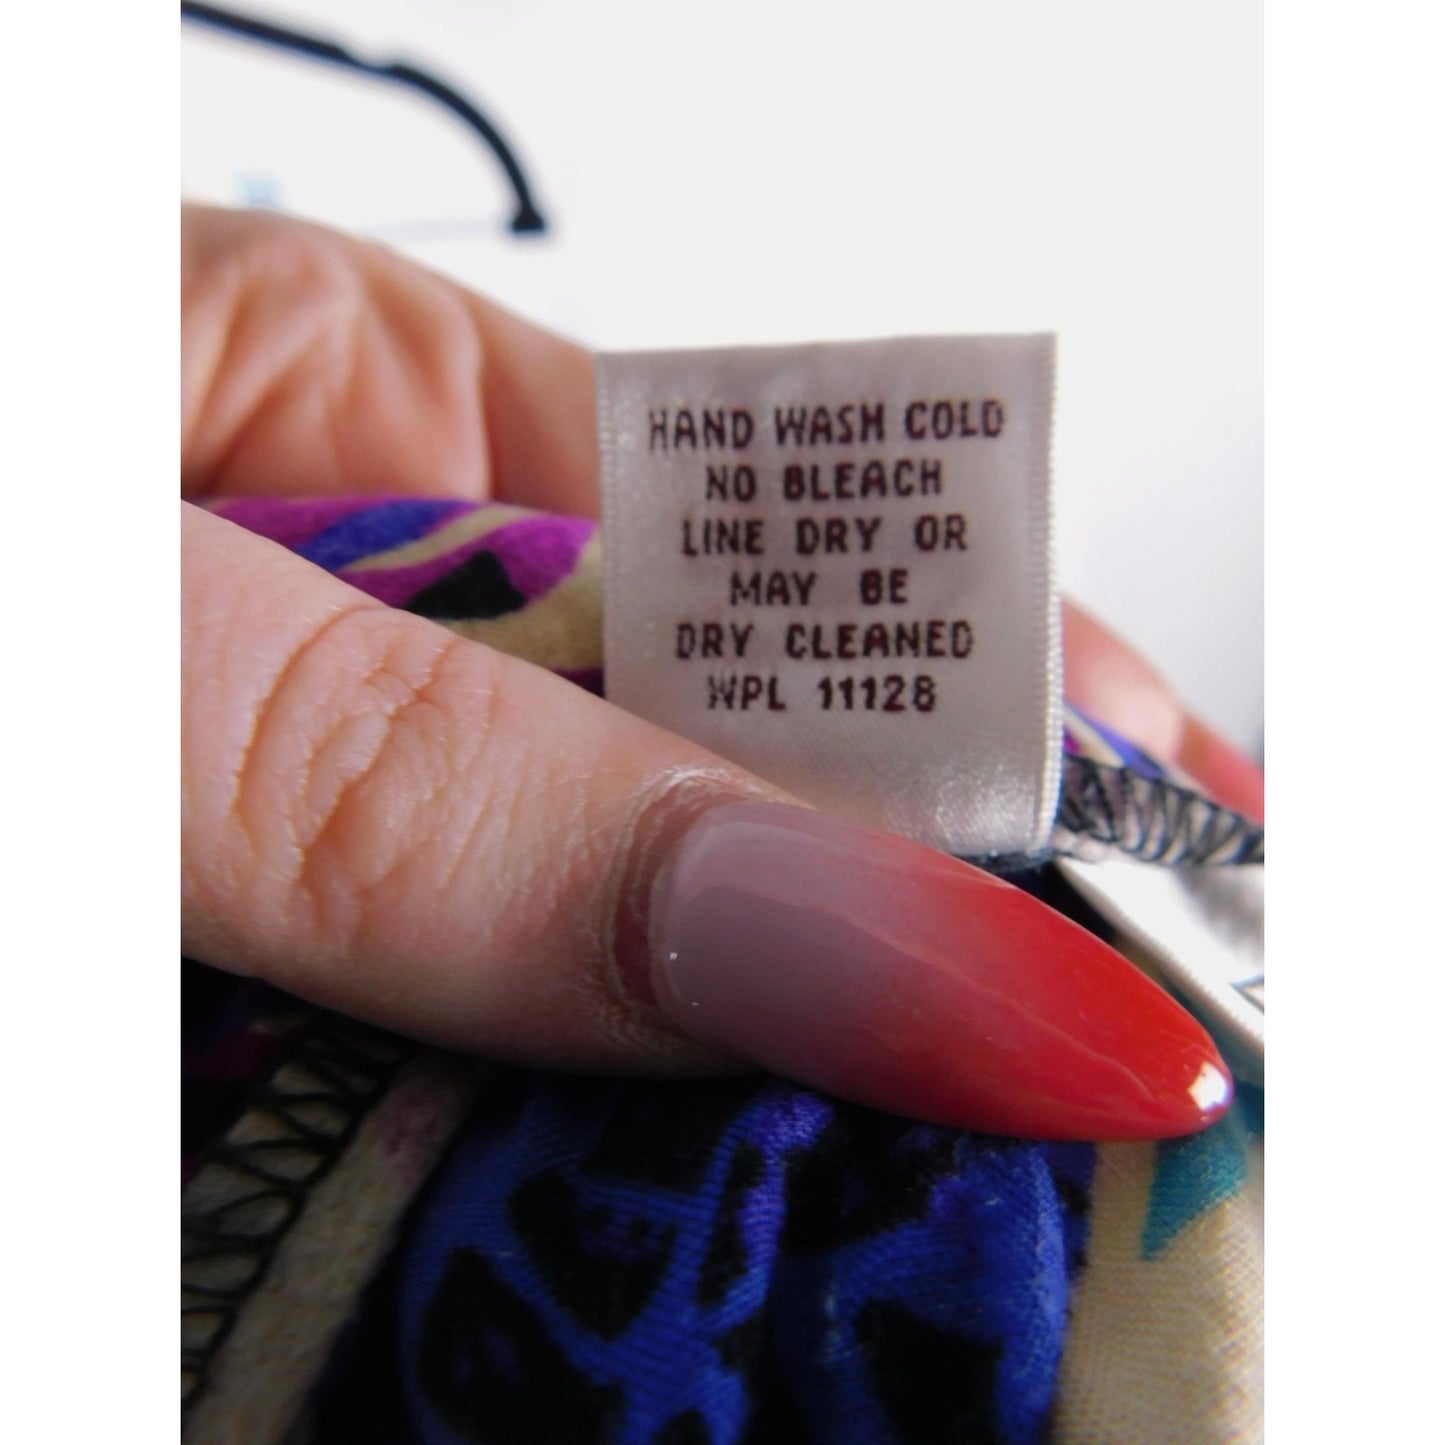 HAND WASH COLD
NO BLEACH
LINE DRY OR
MAY BE
DRY CLEANED
WPL 11128